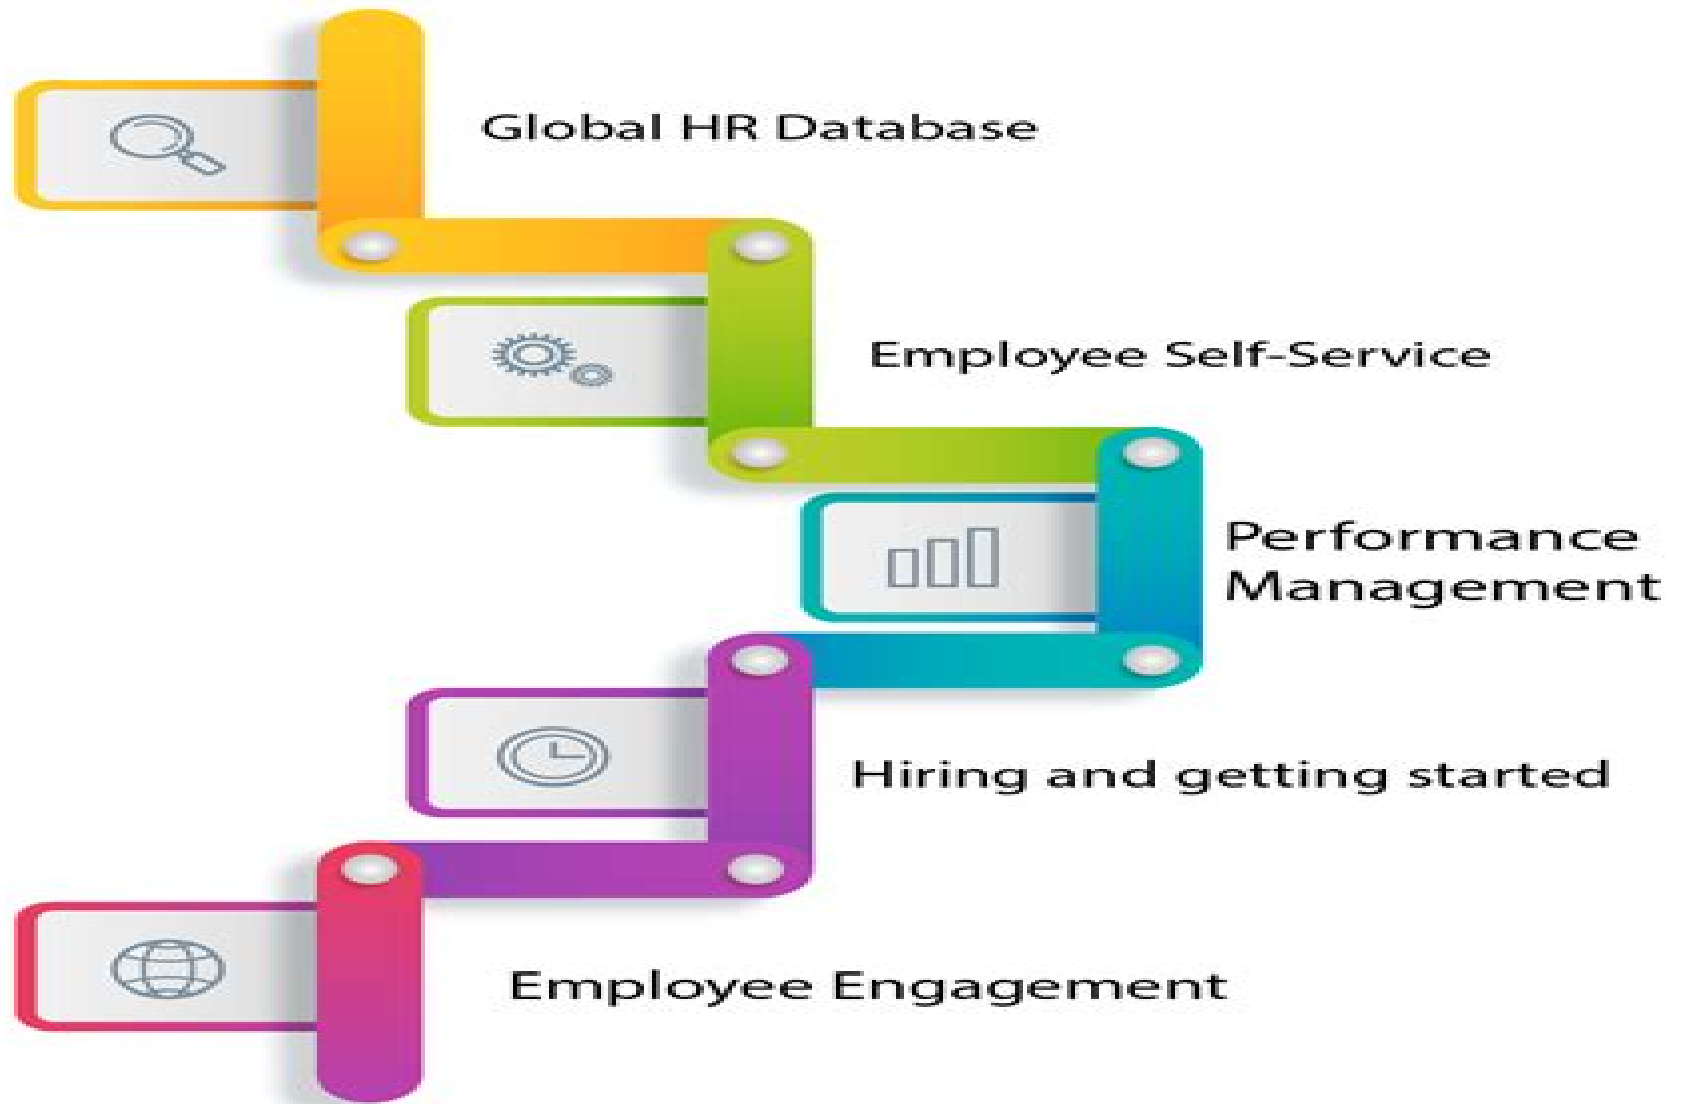 Global HR Database
Employee Self-Service
Performance
Management
Hiring and getting started
Employee Engagement